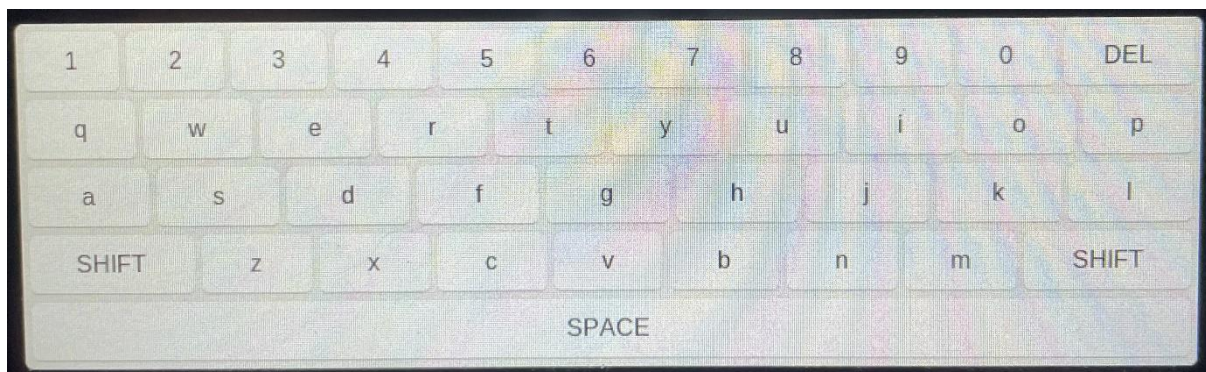 1 2 3 4 5 6 7 8 9 0 DEL
q w e r t y u i o p
a s d f g h j k l
SHIFT z x c v b n m SHIFT
SPACE